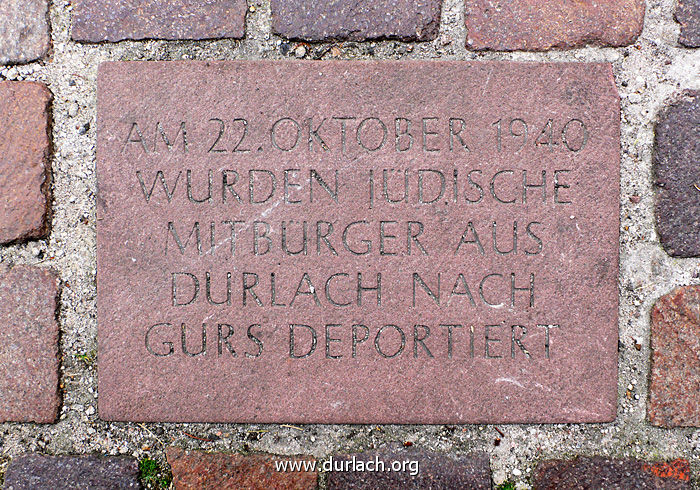 AM 22. OKTOBER 1940
WURDEN JÜDISCHE
MITBÜRGER AUS
DURLACH NACH
GURS DEPORTIERT
www.durlach.org